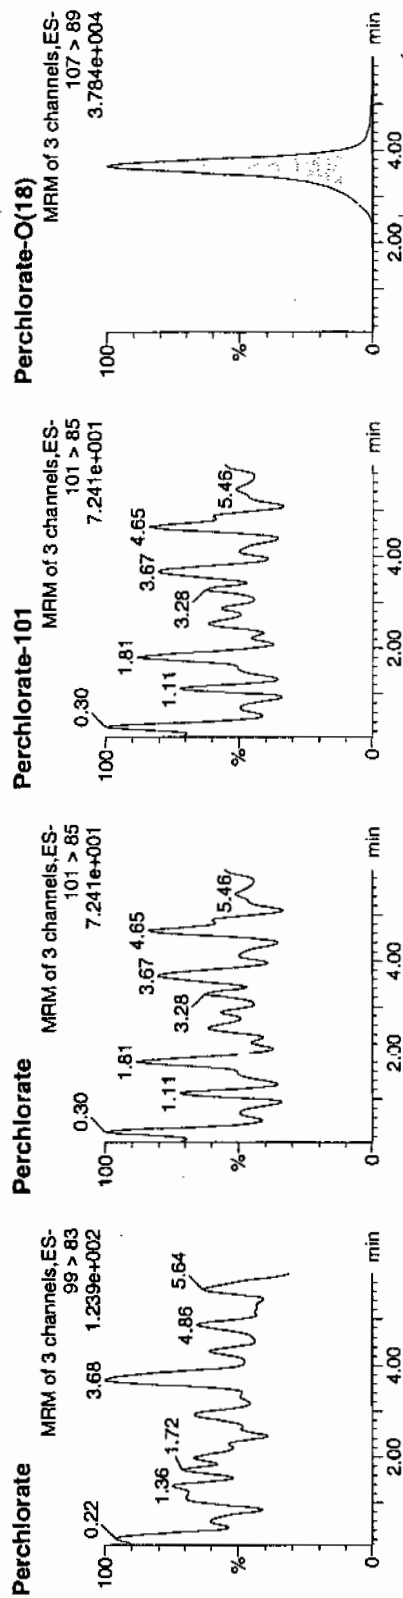 Perchlorate
MRM of 3 channels,ES-
99 > 83
1.239e+002
100
%
0
0.22
1.36
1.72
3.68
4.86
5.64
2.00
4.00
min
Perchlorate
MRM of 3 channels,ES-
101 > 85
7.241e+001
100
%
0
0.30
1.11
1.81
3.28
3.67
4.65
5.46
2.00
4.00
min
Perchlorate-101
MRM of 3 channels,ES-
101 > 85
7.241e+001
100
%
0
0.30
1.11
1.81
3.28
3.67
4.65
5.46
2.00
4.00
min
Perchlorate-O(18)
MRM of 3 channels,ES-
107 > 89
3.784e+004
100
%
0
2.00
4.00
min